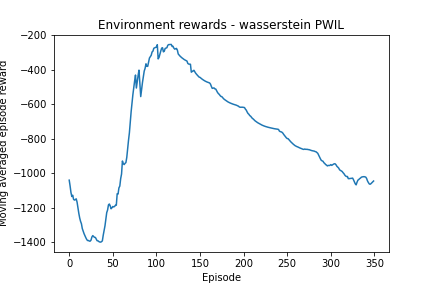 Environment rewards - wasserstein PWIL
Moving averaged episode reward
−200
−400
−600
−800
−1000
−1200
−1400
0 50 100 150 200 250 300 350
Episode